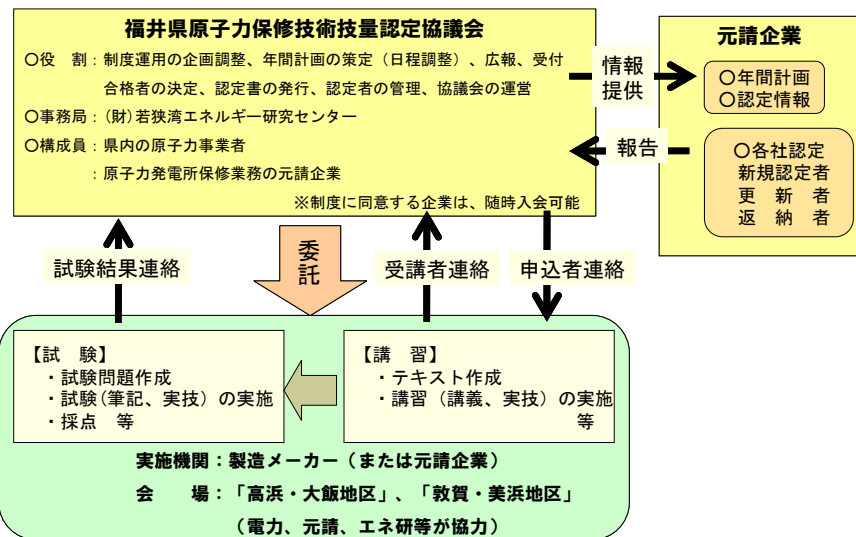 福井県原子力保修技術技量認定協議会
○役　割：制度運用の企画調整、年間計画の策定（日程調整）、広報、受付
合格者の決定、認定書の発行、認定者の管理、協議会の運営
○事務局：(財)若狭湾エネルギー研究センター
○構成員：県内の原子力事業者
：原子力発電所保修業務の元請企業
※制度に同意する企業は、随時入会可能
情報
提供
報告
元請企業
○年間計画
○認定情報
○各社認定
新規認定者
更　新　者
返　納　者
試験結果連絡
委託
受講者連絡
申込者連絡
【試　験】
・試験問題作成
・試験(筆記、実技）の実施
・採点　等
【講　習】
・テキスト作成
・講習（講義、実技）の実施
等
実施機関：製造メーカー（または元請企業）
会　　場：「高浜・大飯地区」、「敦賀・美浜地区」
（電力、元請、エネ研等が協力）